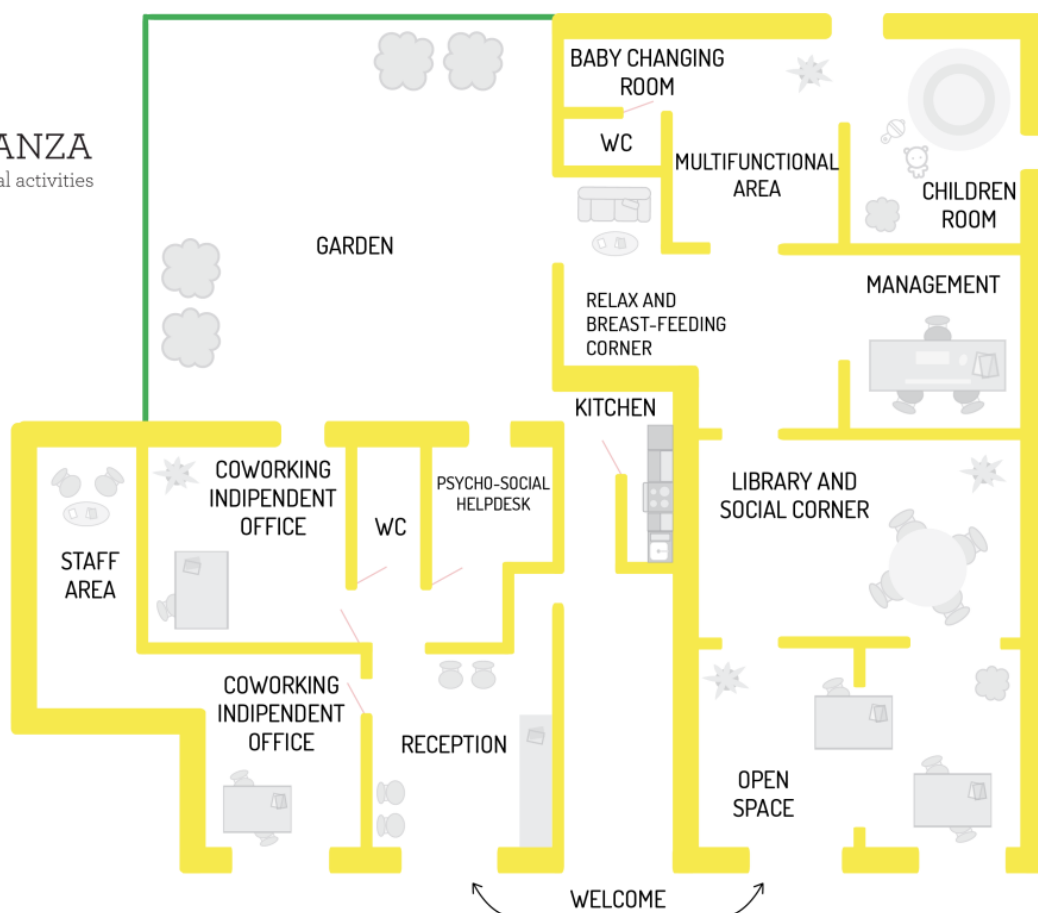 ANZA
al activities
BABY CHANGING
ROOM
WC
MULTIFUNCTIONAL
AREA
CHILDREN
ROOM
GARDEN
MANAGEMENT
RELAX AND
BREAST-FEEDING
CORNER
KITCHEN
COWORKING
INDIPENDENT
OFFICE
PSYCHO-SOCIAL
HELPDESK
LIBRARY AND
SOCIAL CORNER
WC
STAFF
AREA
COWORKING
INDIPENDENT
OFFICE
RECEPTION
OPEN
SPACE
WELCOME